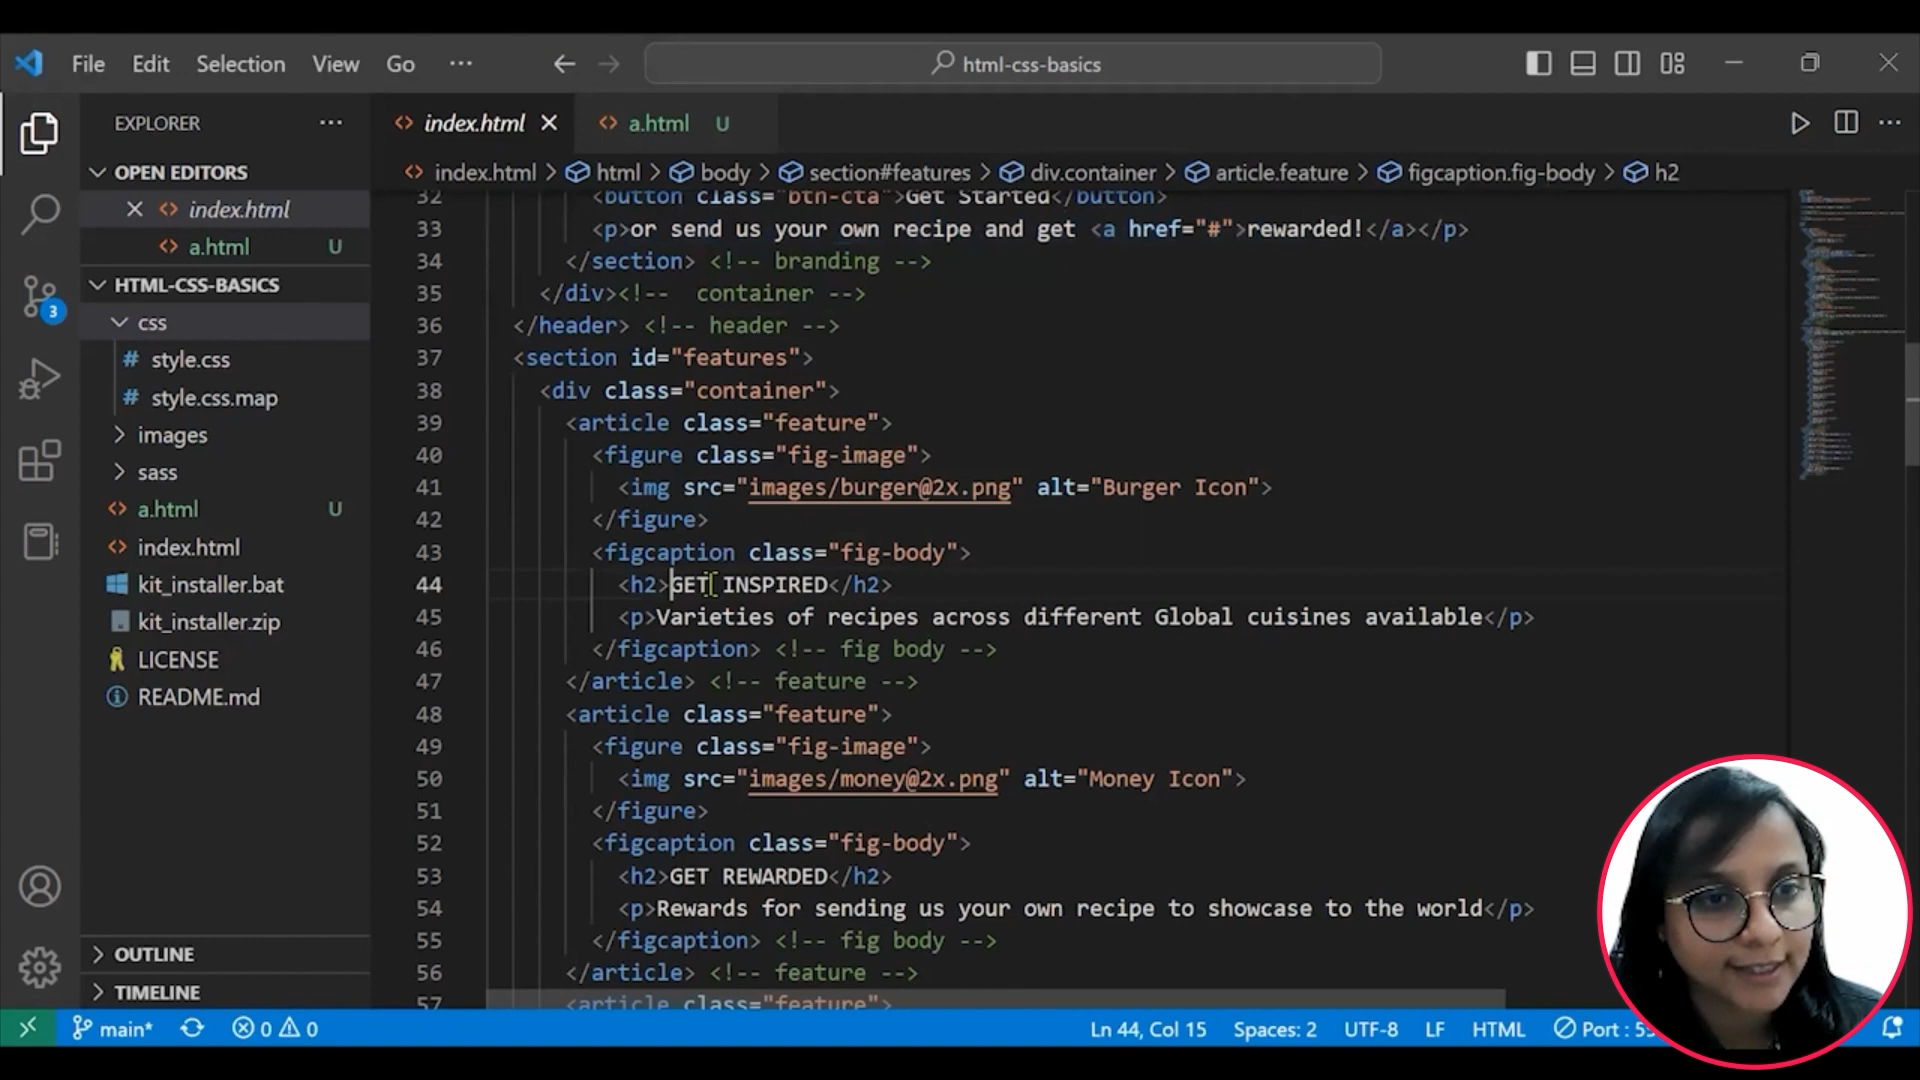 File Edit Selection View Go ··· html-css-basics
EXPLORER ···
OPEN EDITORS
index.html
a.html U
HTML-CSS-BASICS
css
style.css
style.css.map
images
sass
a.html U
index.html
kit_installer.bat
kit_installer.zip
LICENSE
README.md
OUTLINE
TIMELINE
index.html a.html U
index.html > html > body > section#features > div.container > article.feature > figcaption.fig-body > h2
32 <button class="btn-cta">Get Started</button>
33 <p>or send us your own recipe and get <a href="#">rewarded!</a></p>
34 </section> <!-- branding -->
35 </div><!--  container -->
36 </header> <!-- header -->
37 <section id="features">
38 <div class="container">
39 <article class="feature">
40 <figure class="fig-image">
41 <img src="images/burger@2x.png" alt="Burger Icon">
42 </figure>
43 <figcaption class="fig-body">
44 <h2>GET INSPIRED</h2>
45 <p>Varieties of recipes across different Global cuisines available</p>
46 </figcaption> <!-- fig body -->
47 </article> <!-- feature -->
48 <article class="feature">
49 <figure class="fig-image">
50 <img src="images/money@2x.png" alt="Money Icon">
51 </figure>
52 <figcaption class="fig-body">
53 <h2>GET REWARDED</h2>
54 <p>Rewards for sending us your own recipe to showcase to the world</p>
55 </figcaption> <!-- fig body -->
56 </article> <!-- feature -->
57 <article class="feature">
3
main* 0 0 Ln 44, Col 15 Spaces: 2 UTF-8 LF HTML Port :